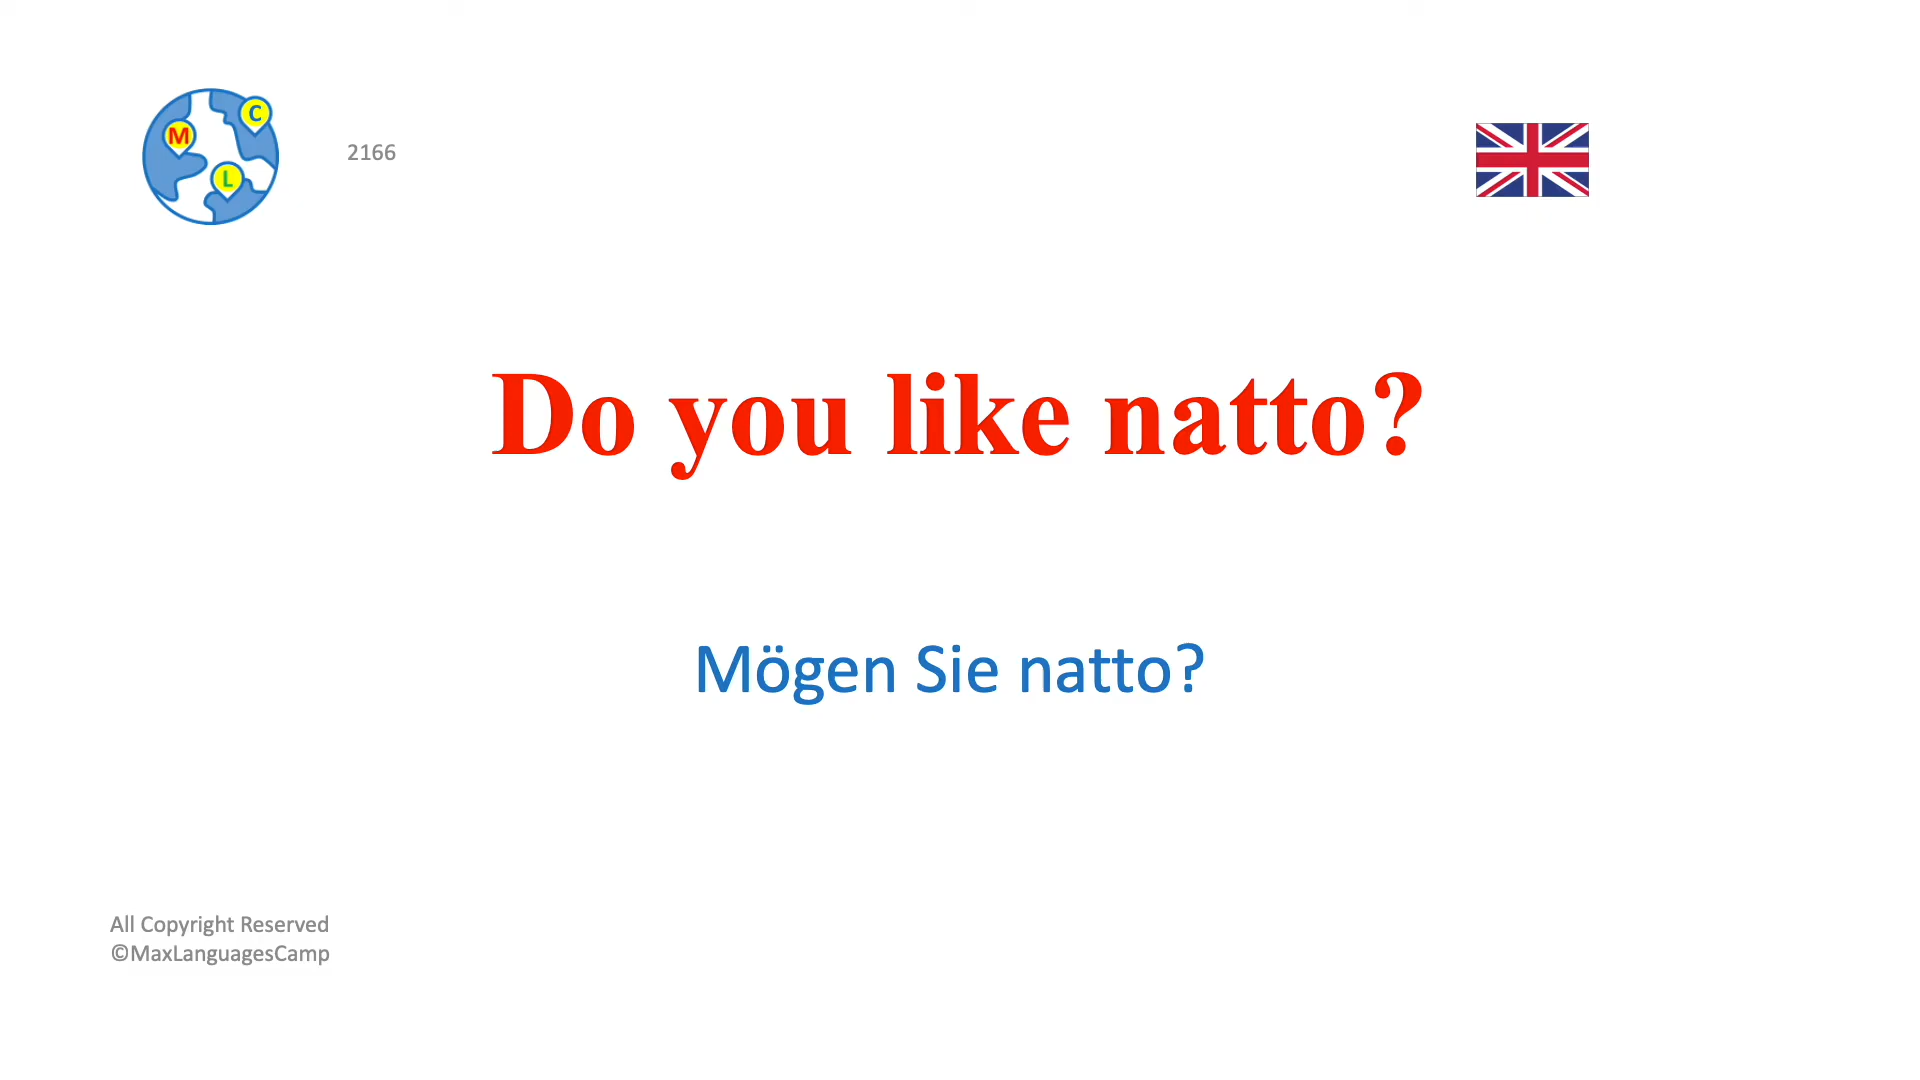 M
C
L
2166
Do you like natto?
Mögen Sie natto?
All Copyright Reserved
©MaxLanguagesCamp